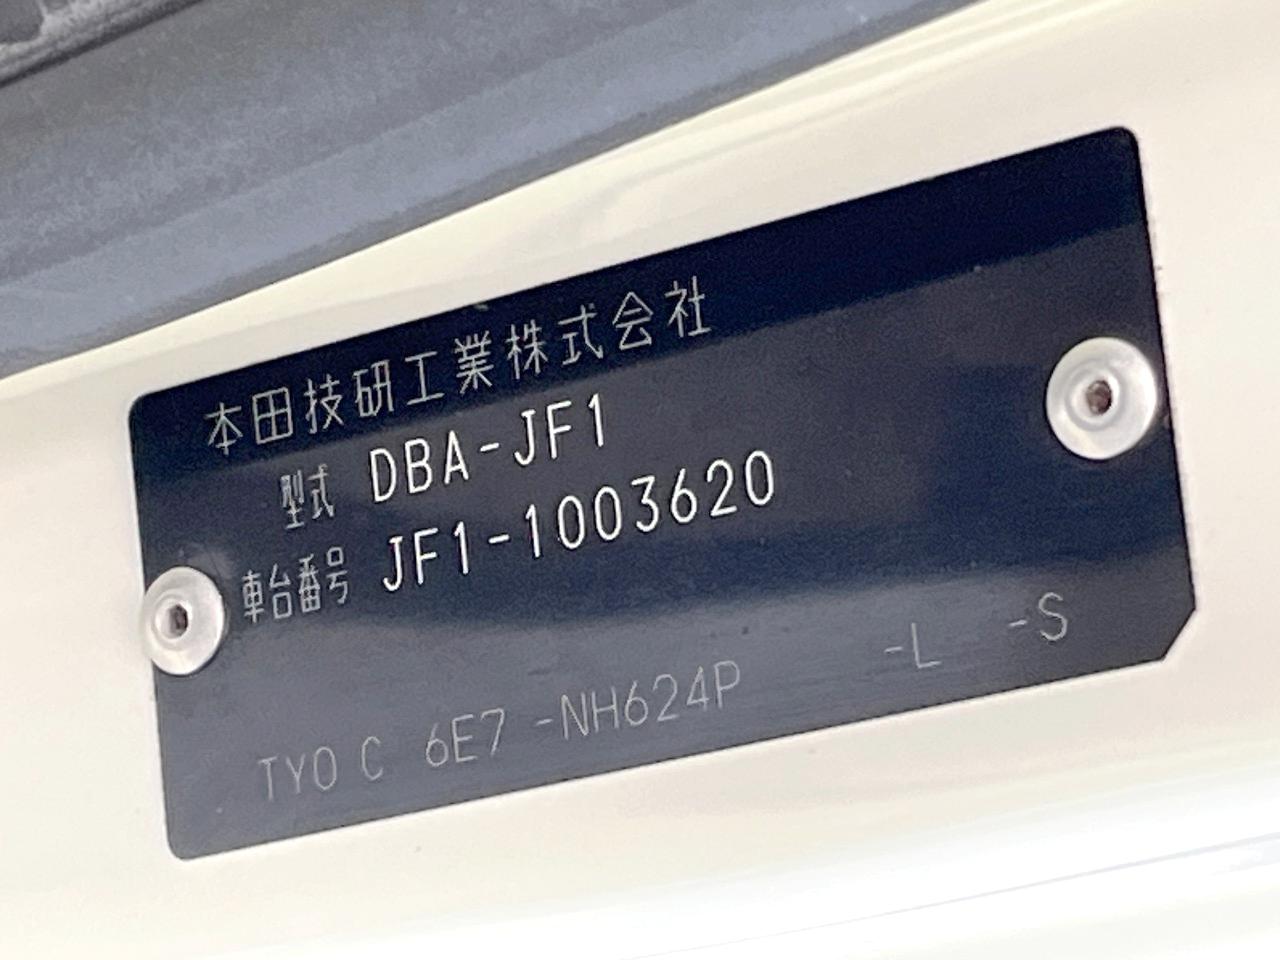 本田技研工業株式会社
型式 DBA-JF1
車台番号 JF1-1003620
TYO C 6E7 -NH624P -L -S